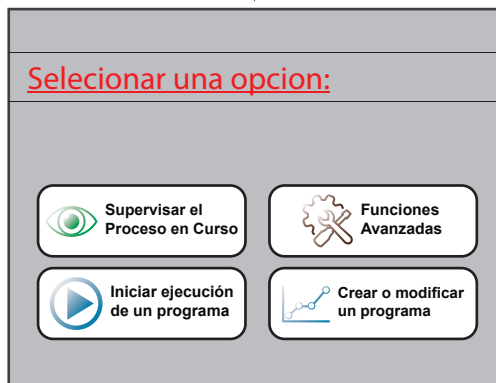 Selecionar una opcion:
Supervisar el
Proceso en Curso
Funciones
Avanzadas
Iniciar ejecución
de un programa
Crear o modificar
un programa